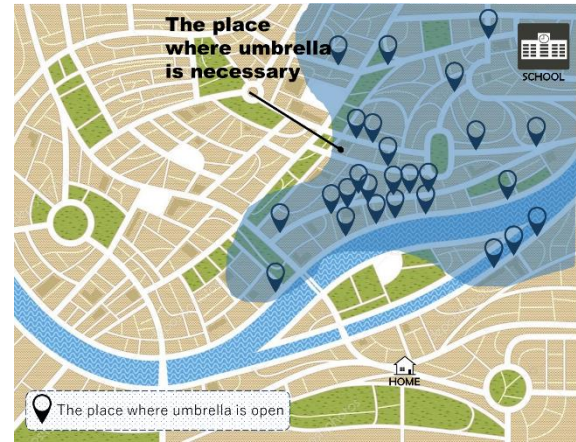 The place
where umbrella
is necessary
SCHOOL
HOME
The place where umbrella is open